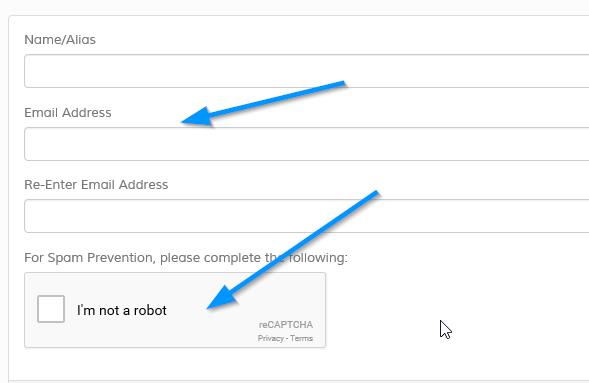 Name/Alias
Email Address
Re-Enter Email Address
For Spam Prevention, please complete the following:
I'm not a robot
reCAPTCHA
Privacy - Terms